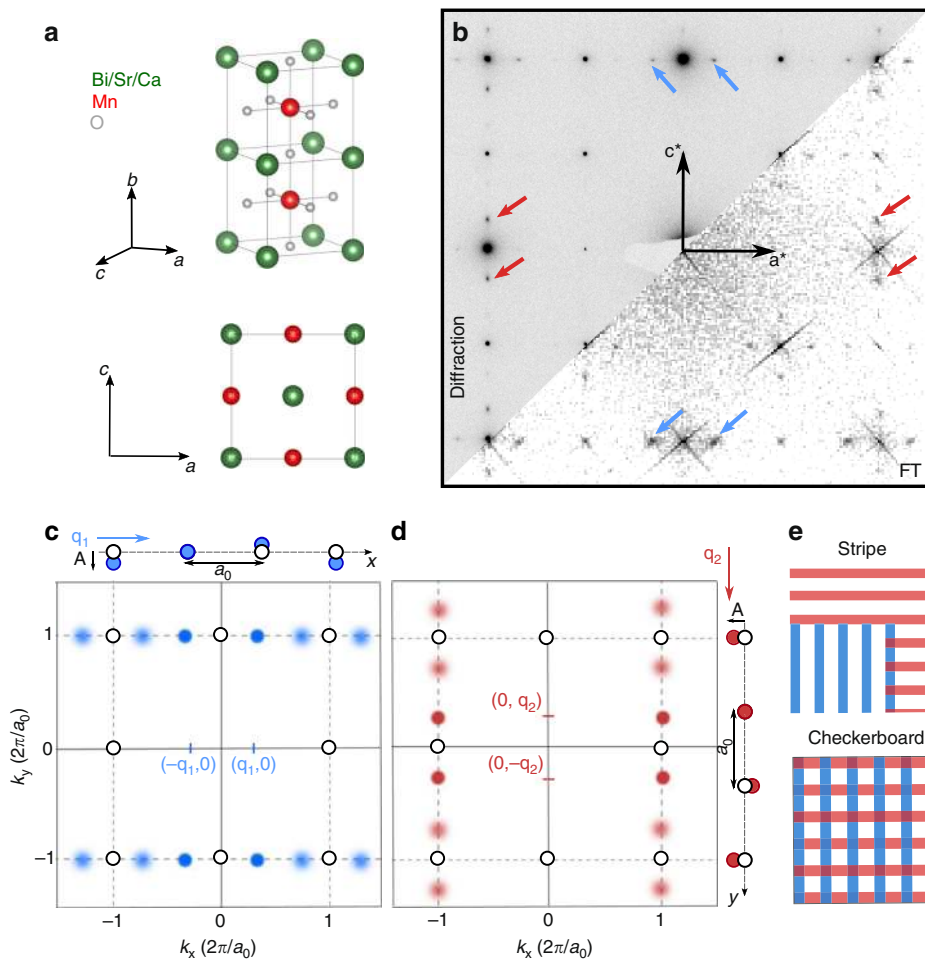 a
Bi/Sr/Ca
Mn
O
b
a
c
c
a
b
c*
a*
Diffraction
FT
c
q1
A
x
a0
1
0
−1
ky (2π/a0)
(−q1,0)
(q1,0)
−1
0
1
kx (2π/a0)
d
q2
A
(0, q2)
(0,−q2)
a0
y
−1
0
1
kx (2π/a0)
e
Stripe
Checkerboard